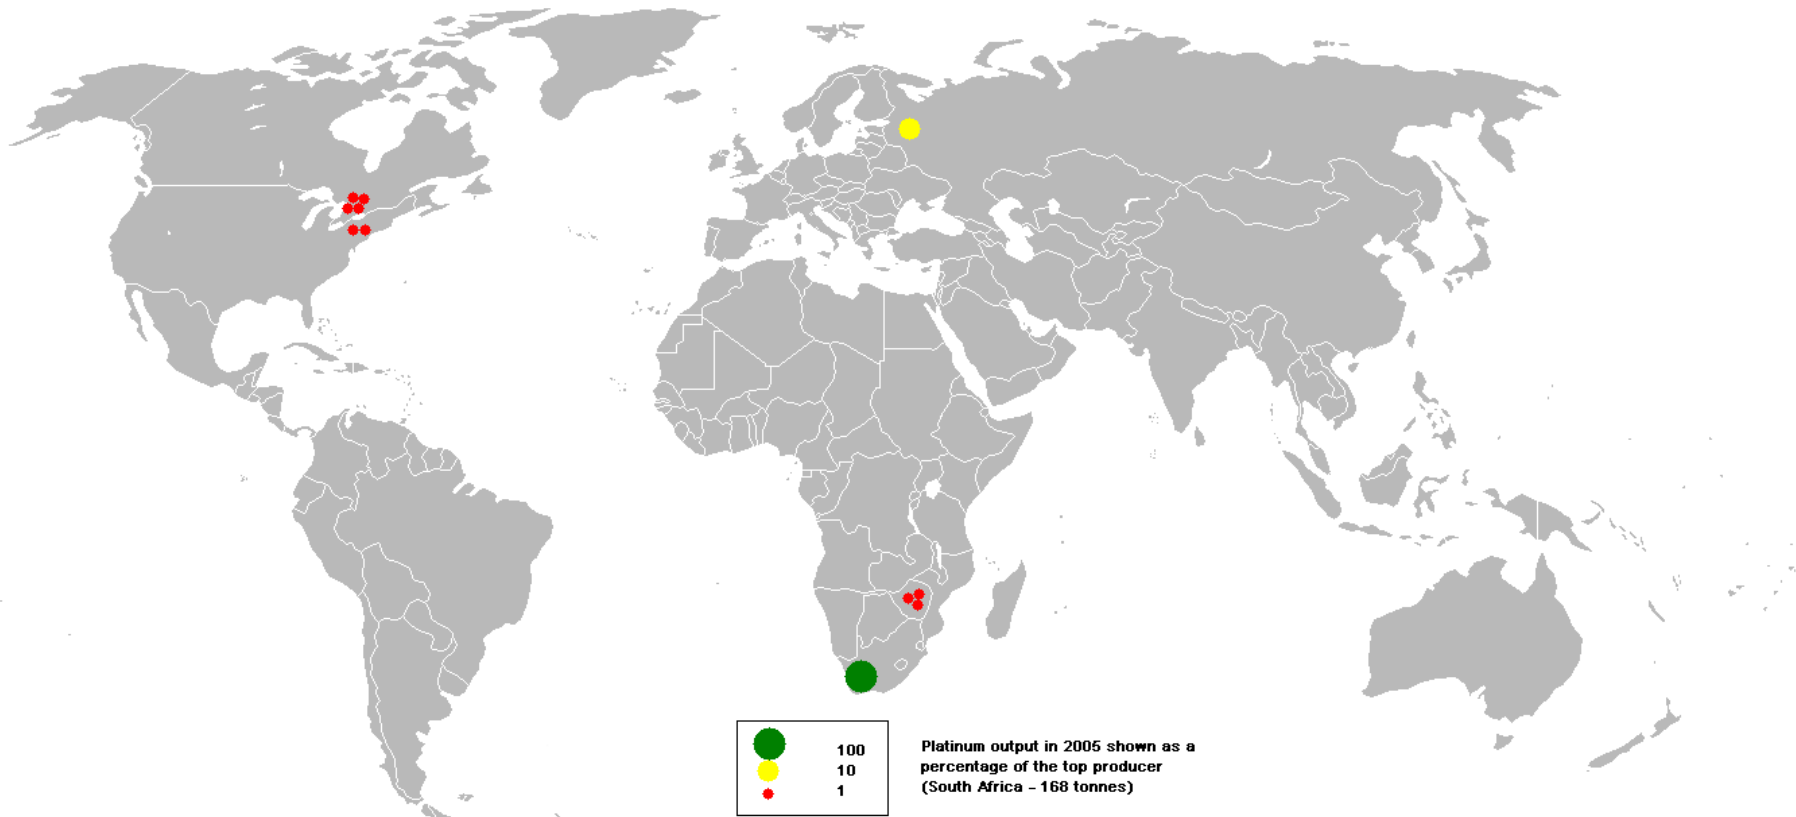 100
10
1
Platinum output in 2005 shown as a
percentage of the top producer
(South Africa - 168 tonnes)